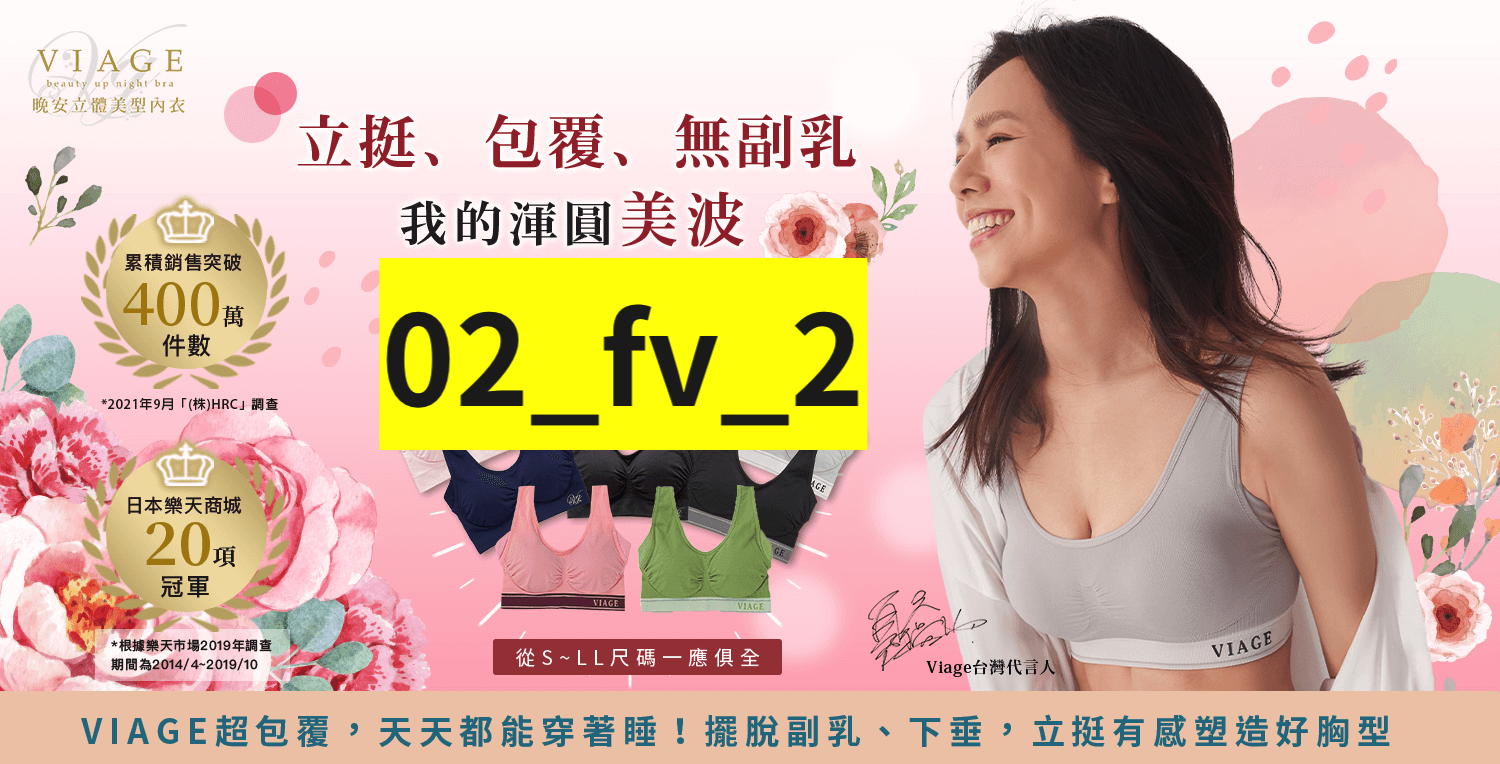 VIAGE
beauty up night bra
晚安立體美型內衣
立挺、包覆、無副乳
我的渾圓美波
累積銷售突破
400萬
件數
*2021年9月「(株)HRC」調查
02_fv_2
日本樂天商城
20項
冠軍
*根據樂天市場2019年調查
期間為2014/4~2019/10
AGE
GE
VIAGE
VIAGE
從S~LL尺碼一應俱全
Viage台灣代言人
VIAGE
VIAGE超包覆，天天都能穿著睡！擺脫副乳、下垂，立挺有感塑造好胸型